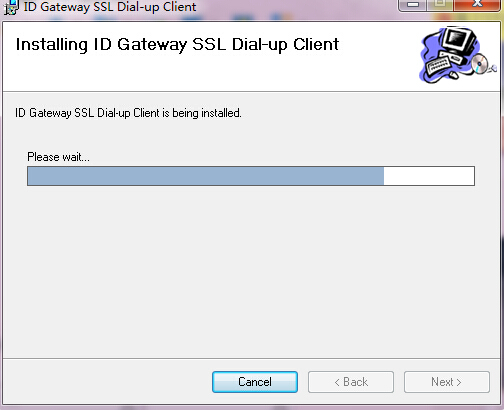 ID Gateway SSL Dial-up Client
Installing ID Gateway SSL Dial-up Client
ID Gateway SSL Dial-up Client is being installed.
Please wait...
Cancel
< Back
Next >